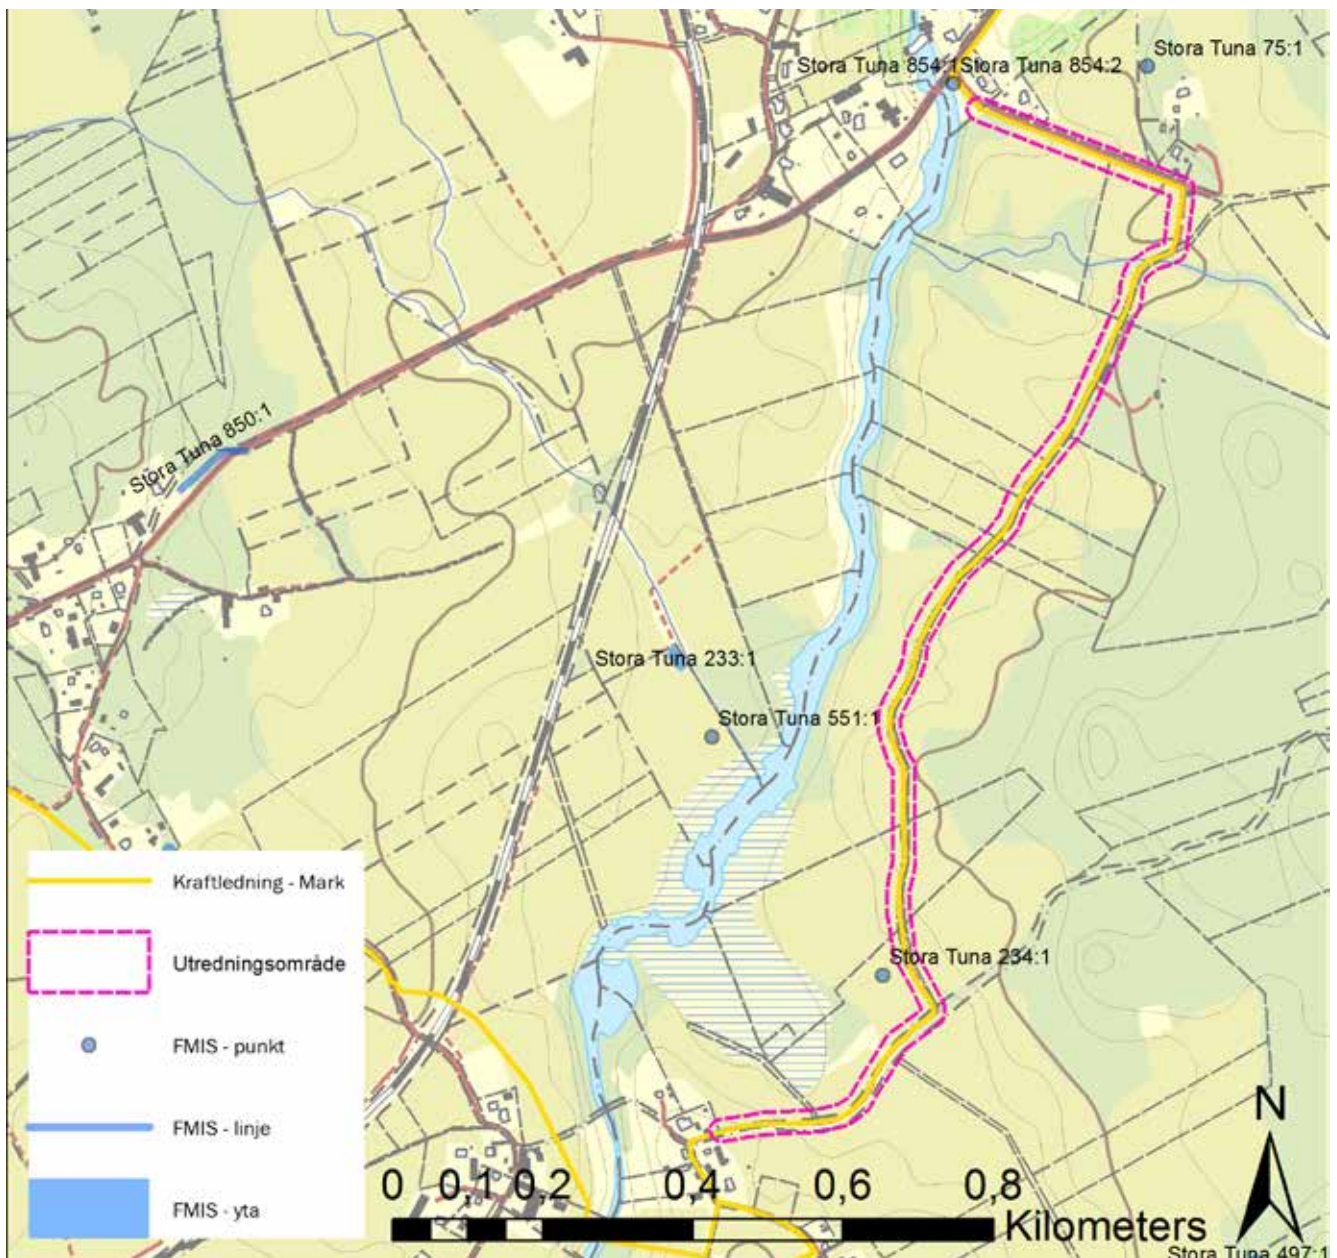 Stora Tuna 75:1
Stora Tuna 854:1
Stora Tuna 854:2
Stora Tuna 850:1
Stora Tuna 233:1
Stora Tuna 551:1
Stora Tuna 234:1
Kraftledning - Mark
Utredningsområde
FMIS - punkt
FMIS - linje
FMIS - yta
N
0 0,1 0,2 0,4 0,6 0,8
Kilometers
Stora Tuna 497:1